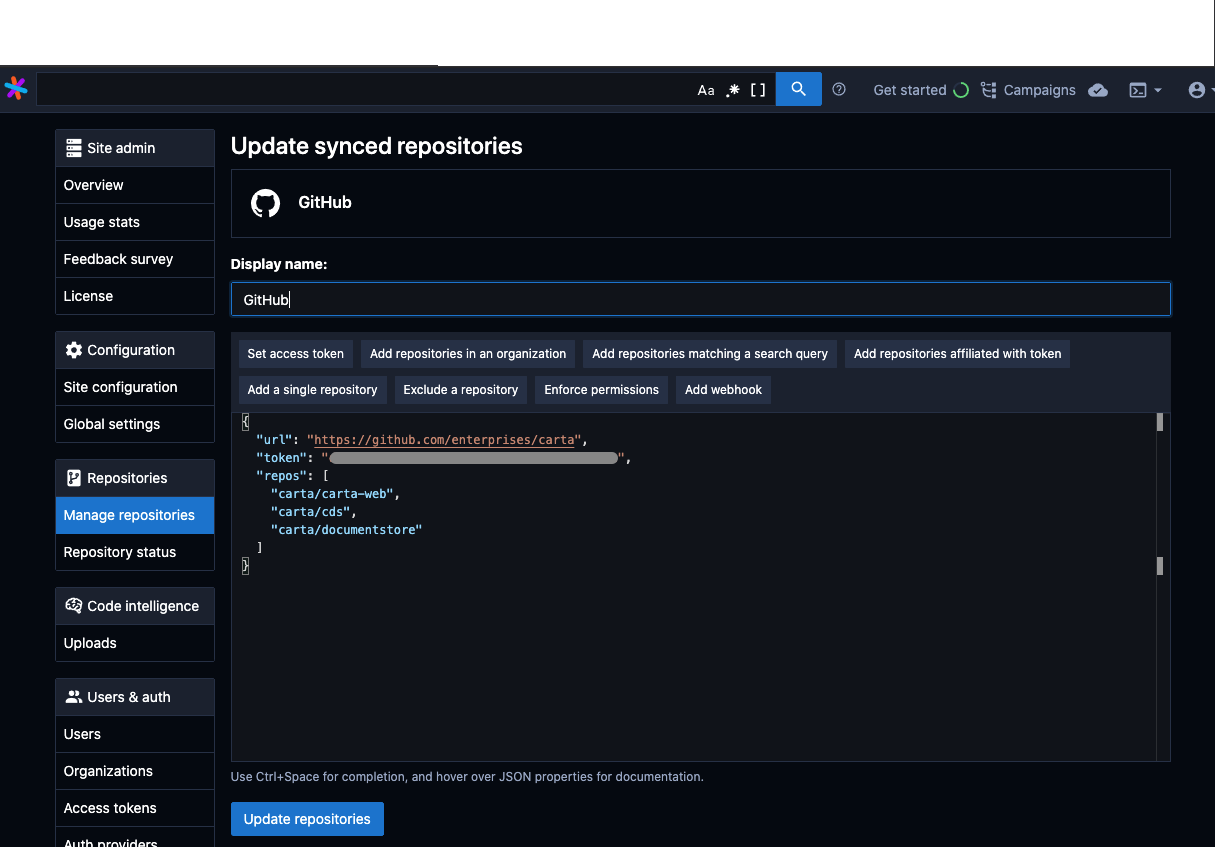 Aa .* [ ] Get started Campaigns
Site admin
Overview
Usage stats
Feedback survey
License
Configuration
Site configuration
Global settings
Repositories
Manage repositories
Repository status
Code intelligence
Uploads
Users & auth
Users
Organizations
Access tokens
Auth providers
Update synced repositories
GitHub
Display name:
GitHub
Set access token Add repositories in an organization Add repositories matching a search query Add repositories affiliated with token
Add a single repository Exclude a repository Enforce permissions Add webhook
{
"url": "https://github.com/enterprises/carta",
"token": "",
"repos": [
"carta/carta-web",
"carta/cds",
"carta/documentstore"
]
}
Use Ctrl+Space for completion, and hover over JSON properties for documentation.
Update repositories